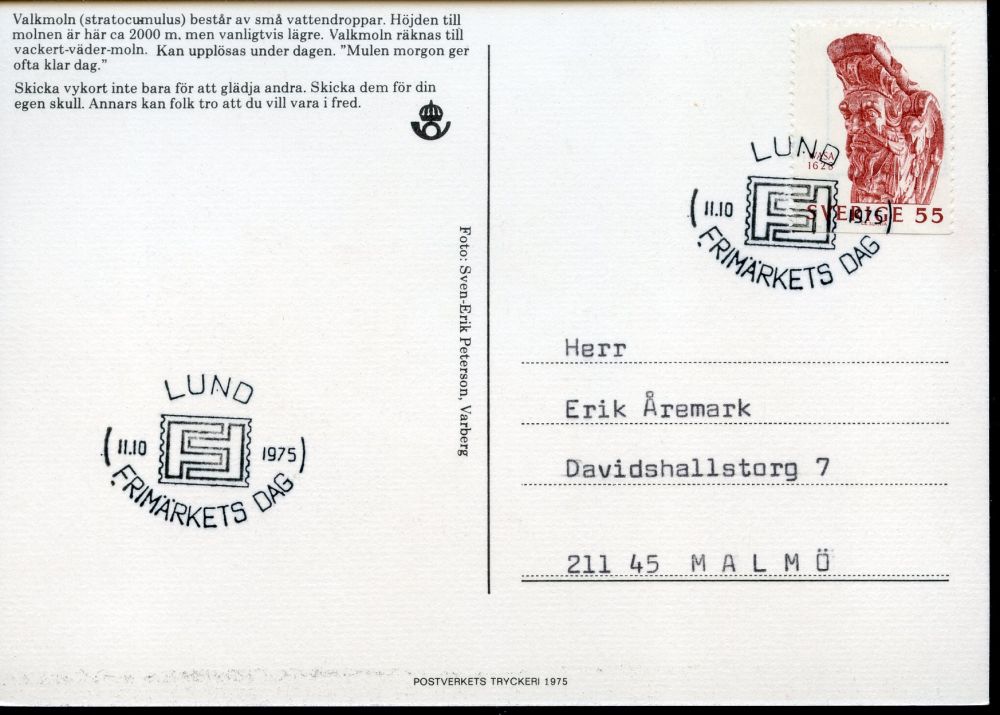 Valkmoln (stratocumulus) består av små vattendroppar. Höjden till
molnen är här ca 2000 m, men vanligtvis lägre. Valkmoln räknas till
vackert-väder-moln. Kan upplösas under dagen. ”Mulen morgon ger
ofta klar dag.”
Skicka vykort inte bara för att glädja andra. Skicka dem för din
egen skull. Annars kan folk tro att du vill vara i fred.
Foto: Sven-Erik Peterson, Varberg
WASA
1628
SVERIGE 55
LUND
(11.10 1975)
FRIMÄRKETS DAG
Herr
Erik Åremark
Davidshallstorg 7
211 45 M A L M Ö
LUND
(11.10 1975)
FRIMÄRKETS DAG
POSTVERKETS TRYCKERI 1975